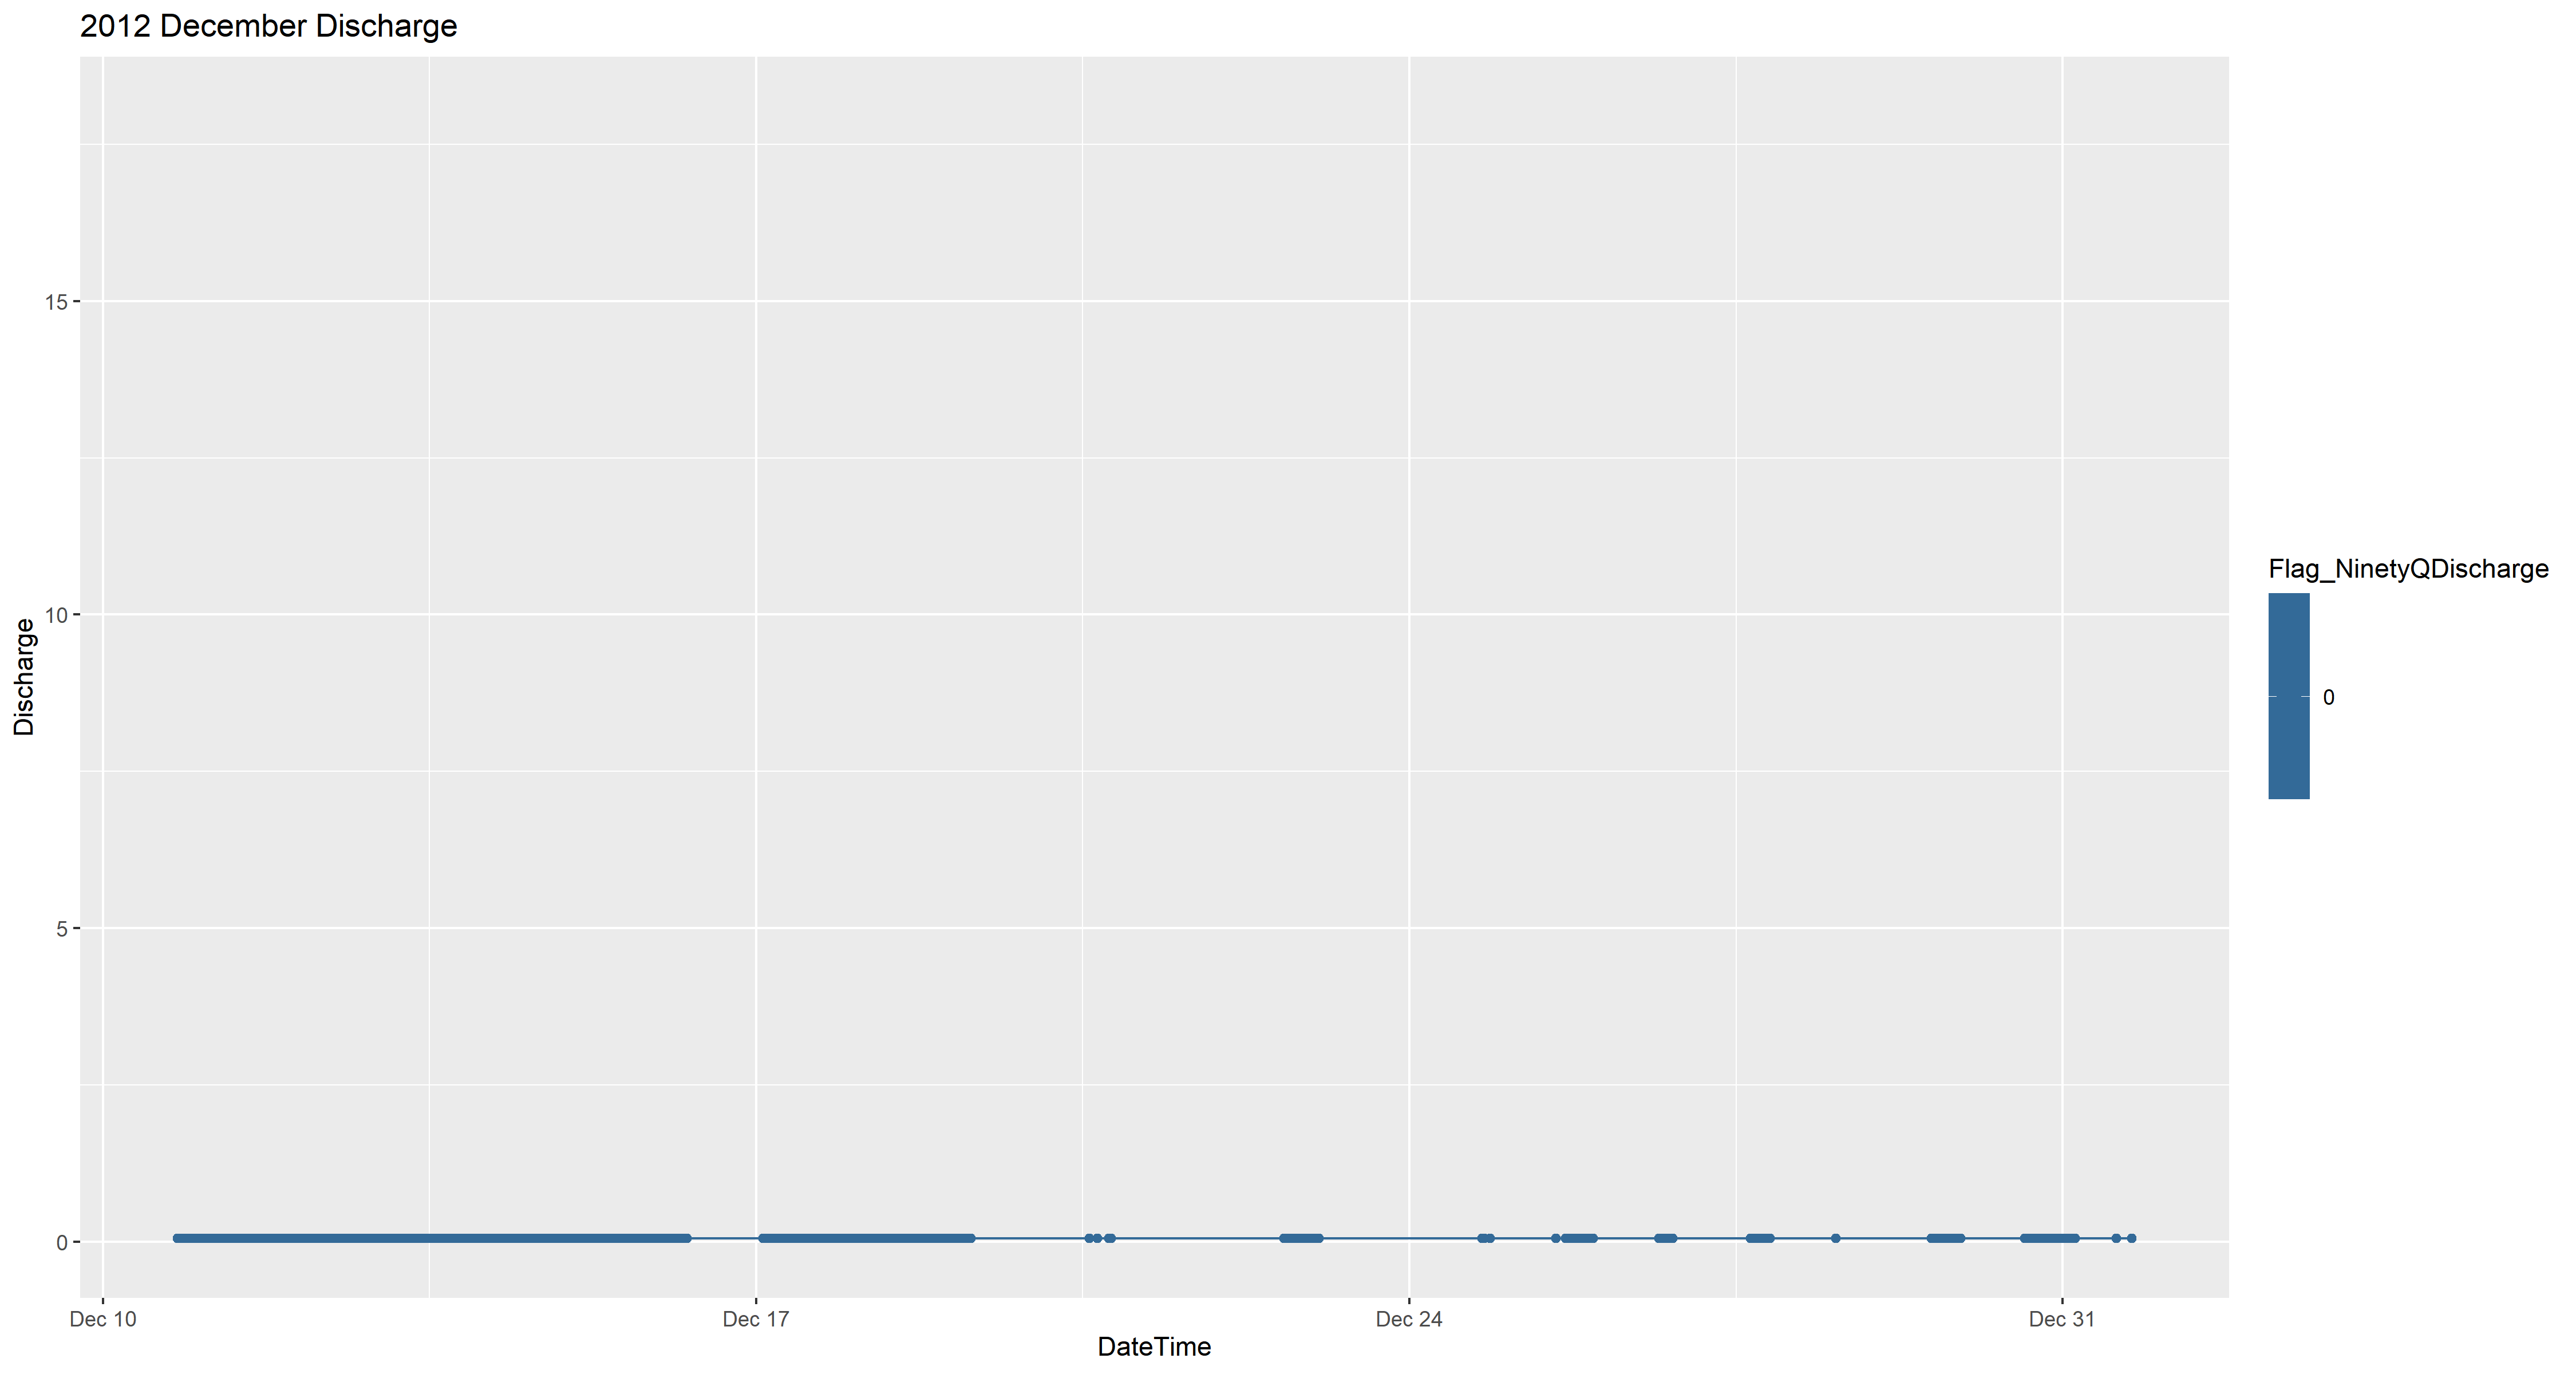 2012 December Discharge
15
10
5
0
Discharge
Dec 10
Dec 17
Dec 24
Dec 31
DateTime
Flag_NinetyQDischarge
0